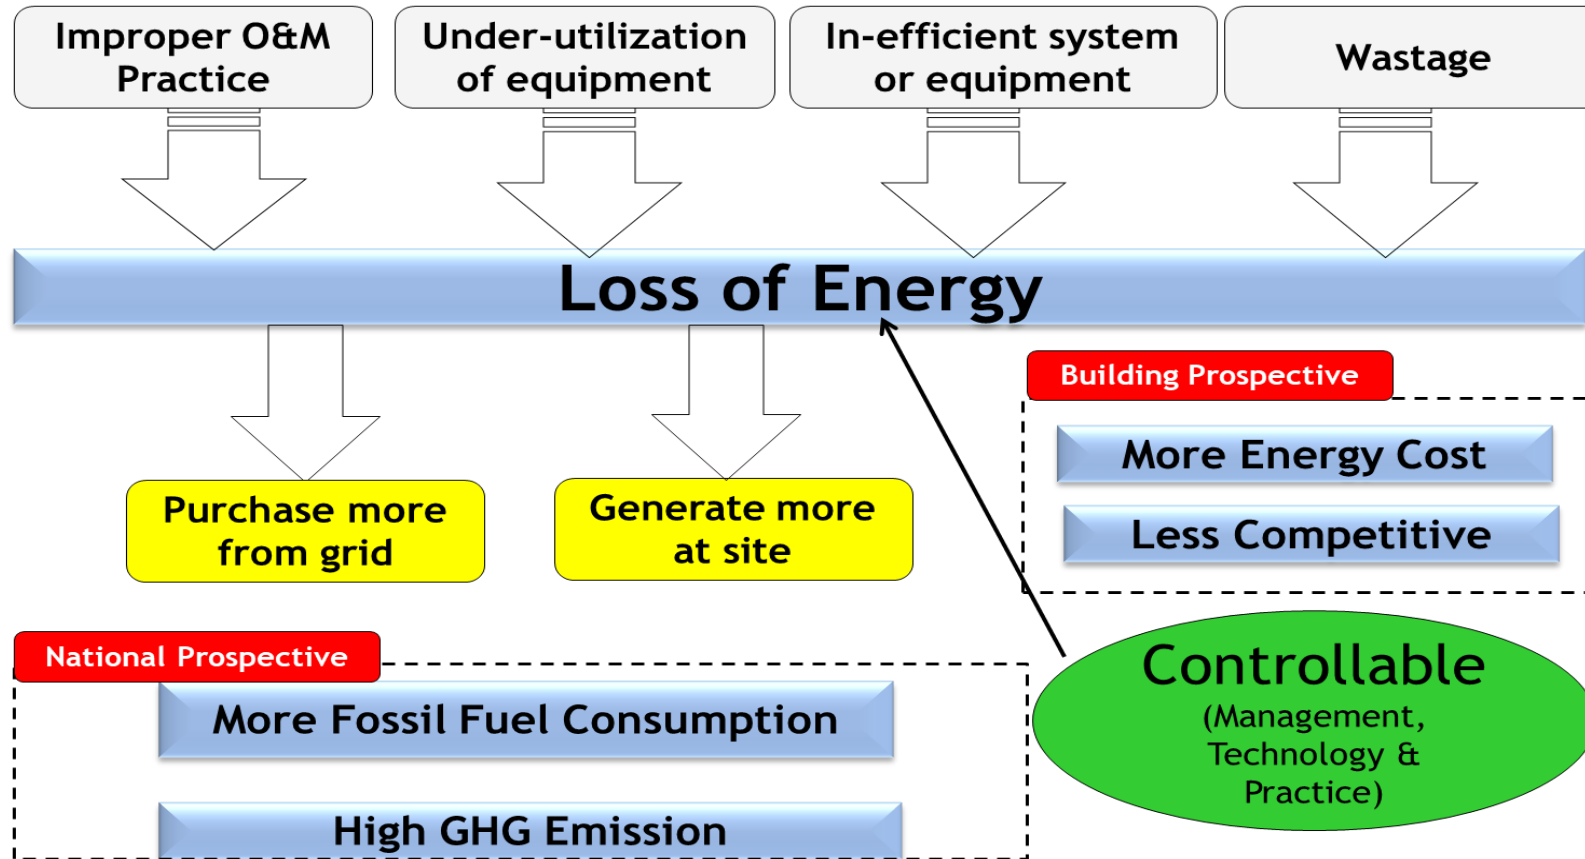 Improper O&M
Practice
Under-utilization
of equipment
In-efficient system
or equipment
Wastage
Loss of Energy
Building Prospective
More Energy Cost
Less Competitive
Purchase more
from grid
Generate more
at site
National Prospective
More Fossil Fuel Consumption
High GHG Emission
Controllable
(Management,
Technology &
Practice)